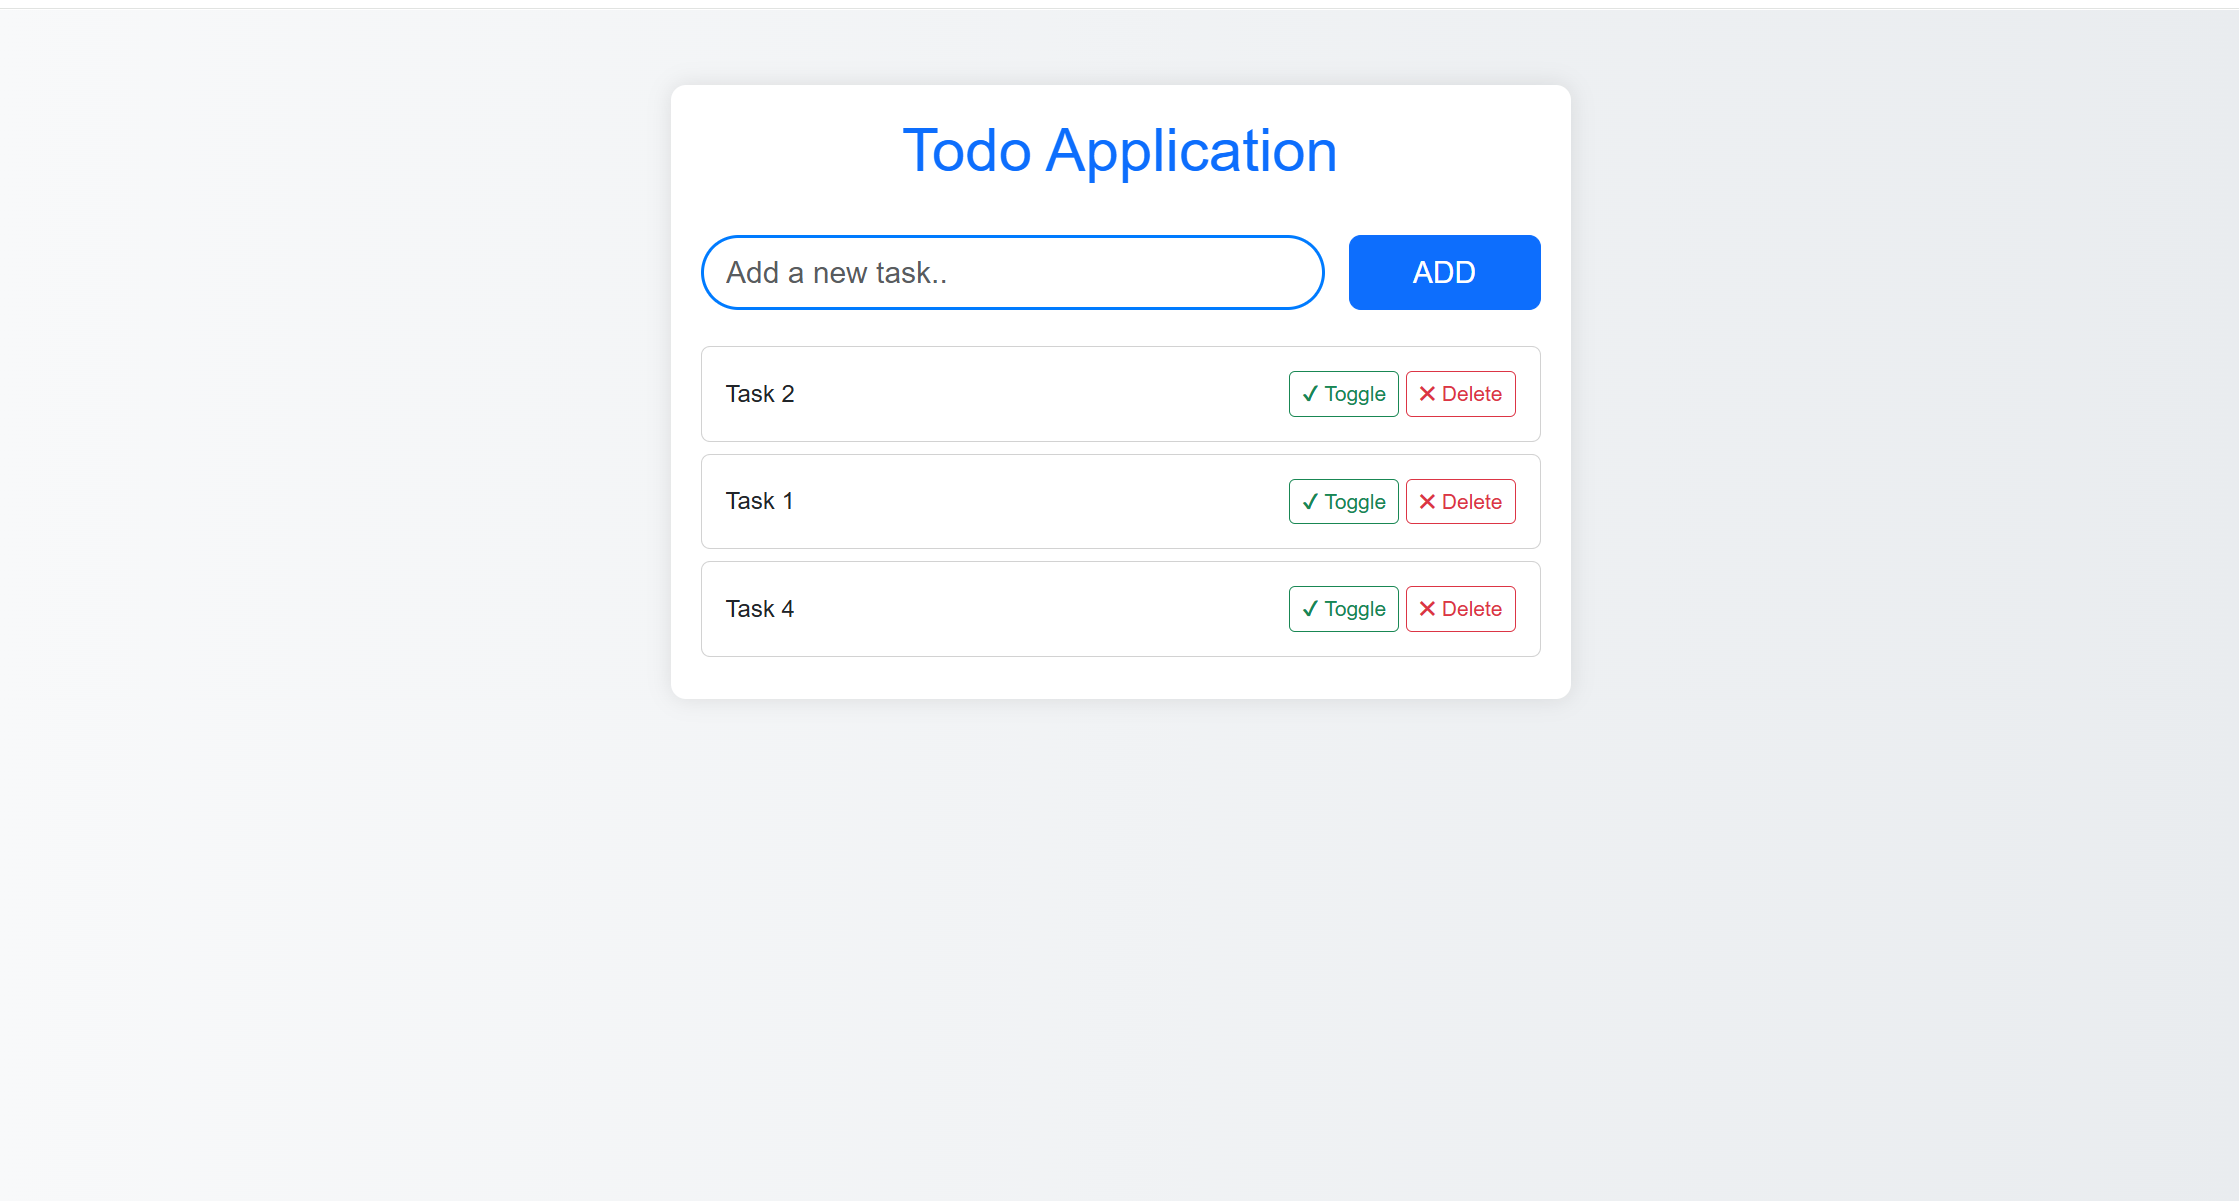 Todo Application
Add a new task..
ADD
Task 2
✓ Toggle
✕ Delete
Task 1
✓ Toggle
✕ Delete
Task 4
✓ Toggle
✕ Delete